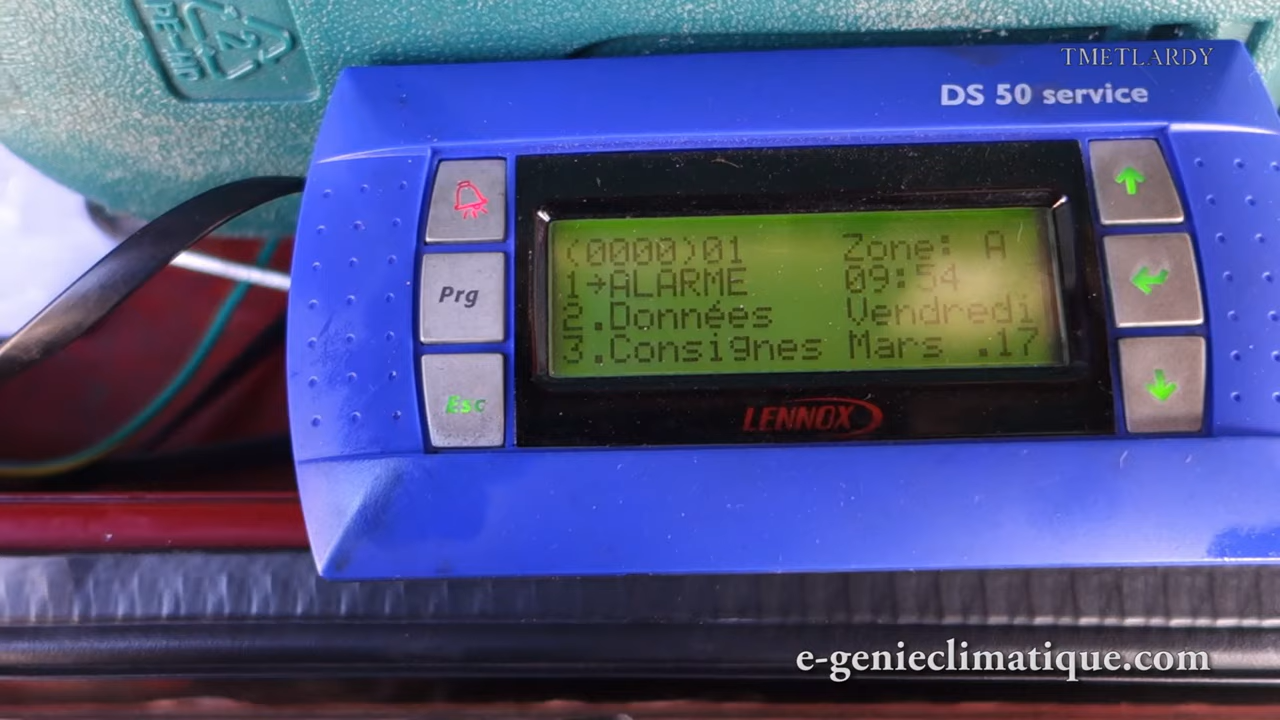 TMETLARDY
DS 50 service
(0000)01 Zone: A
1→ALARME 09:54
2.Données Vendredi
3.Consignes Mars .17
Prg
Esc
LENNOX
e-genieclimatique.com